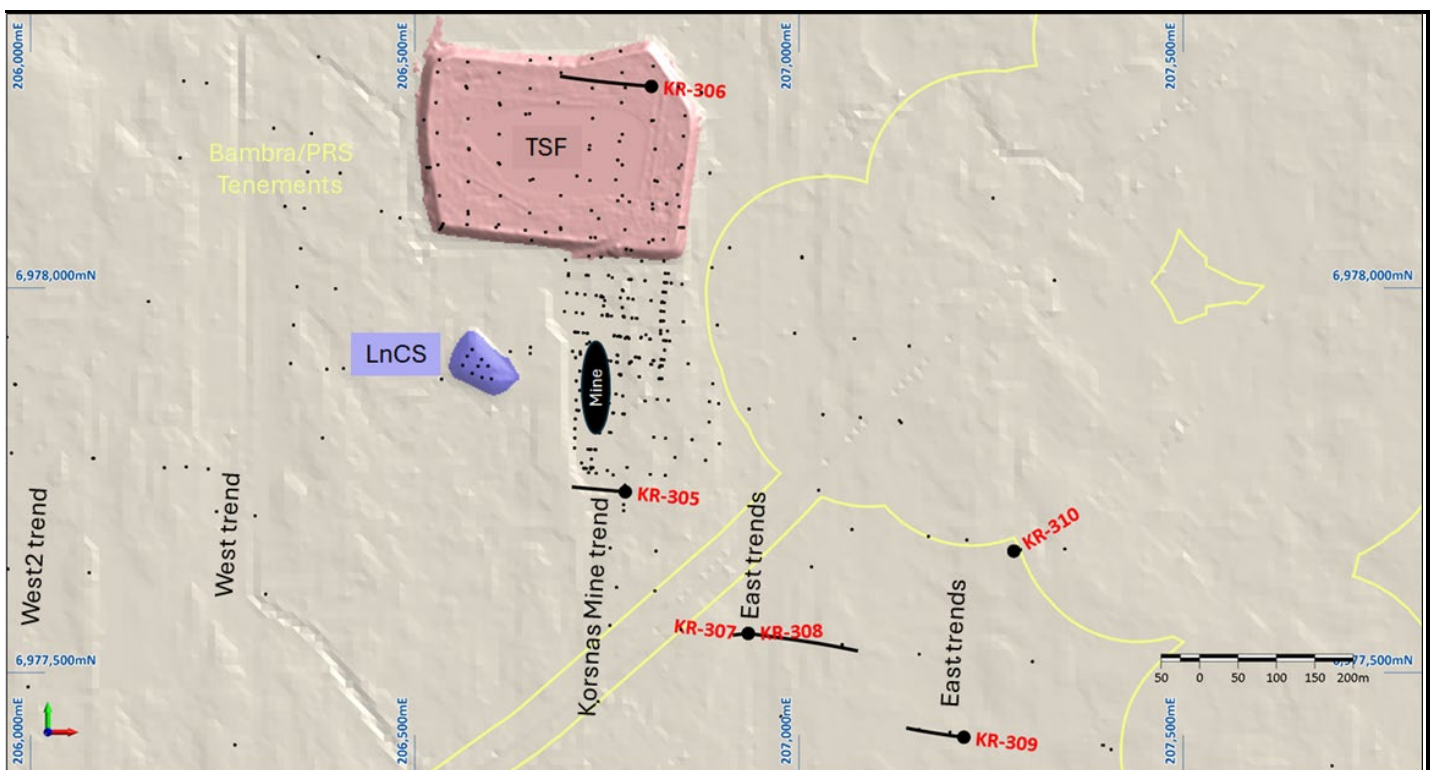 206,000mE
206,500mE
207,000mE
207,500mE
KR-306
TSF
Bambra/PRS
Tenements
6,978,000mN
6,978,000mN
LnCS
Mine
West2 trend
West trend
KR-305
Korsnas Mine trend
East trends
KR-310
KR-307
KR-308
East trends
6,977,500mN
6,977,500mN
50 0 50 100 150 200m
KR-309
206,000mE
206,500mE
207,000mE
207,500mE